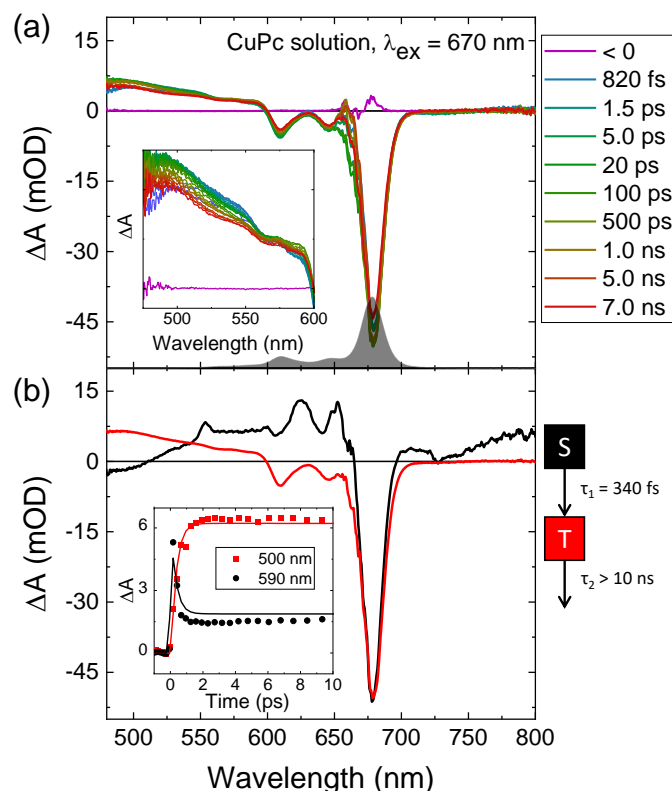 (a)
CuPc solution, λex = 670 nm
15
0
-15
-30
-45
ΔA (mOD)
ΔA
500 550 600
Wavelength (nm)
< 0
820 fs
1.5 ps
5.0 ps
20 ps
100 ps
500 ps
1.0 ns
5.0 ns
7.0 ns
(b)
15
0
-15
-30
-45
ΔA (mOD)
6
3
0
ΔA
500 nm
590 nm
0 2 4 6 8 10
Time (ps)
S
τ1 = 340 fs
T
τ2 > 10 ns
500 550 600 650 700 750 800
Wavelength (nm)